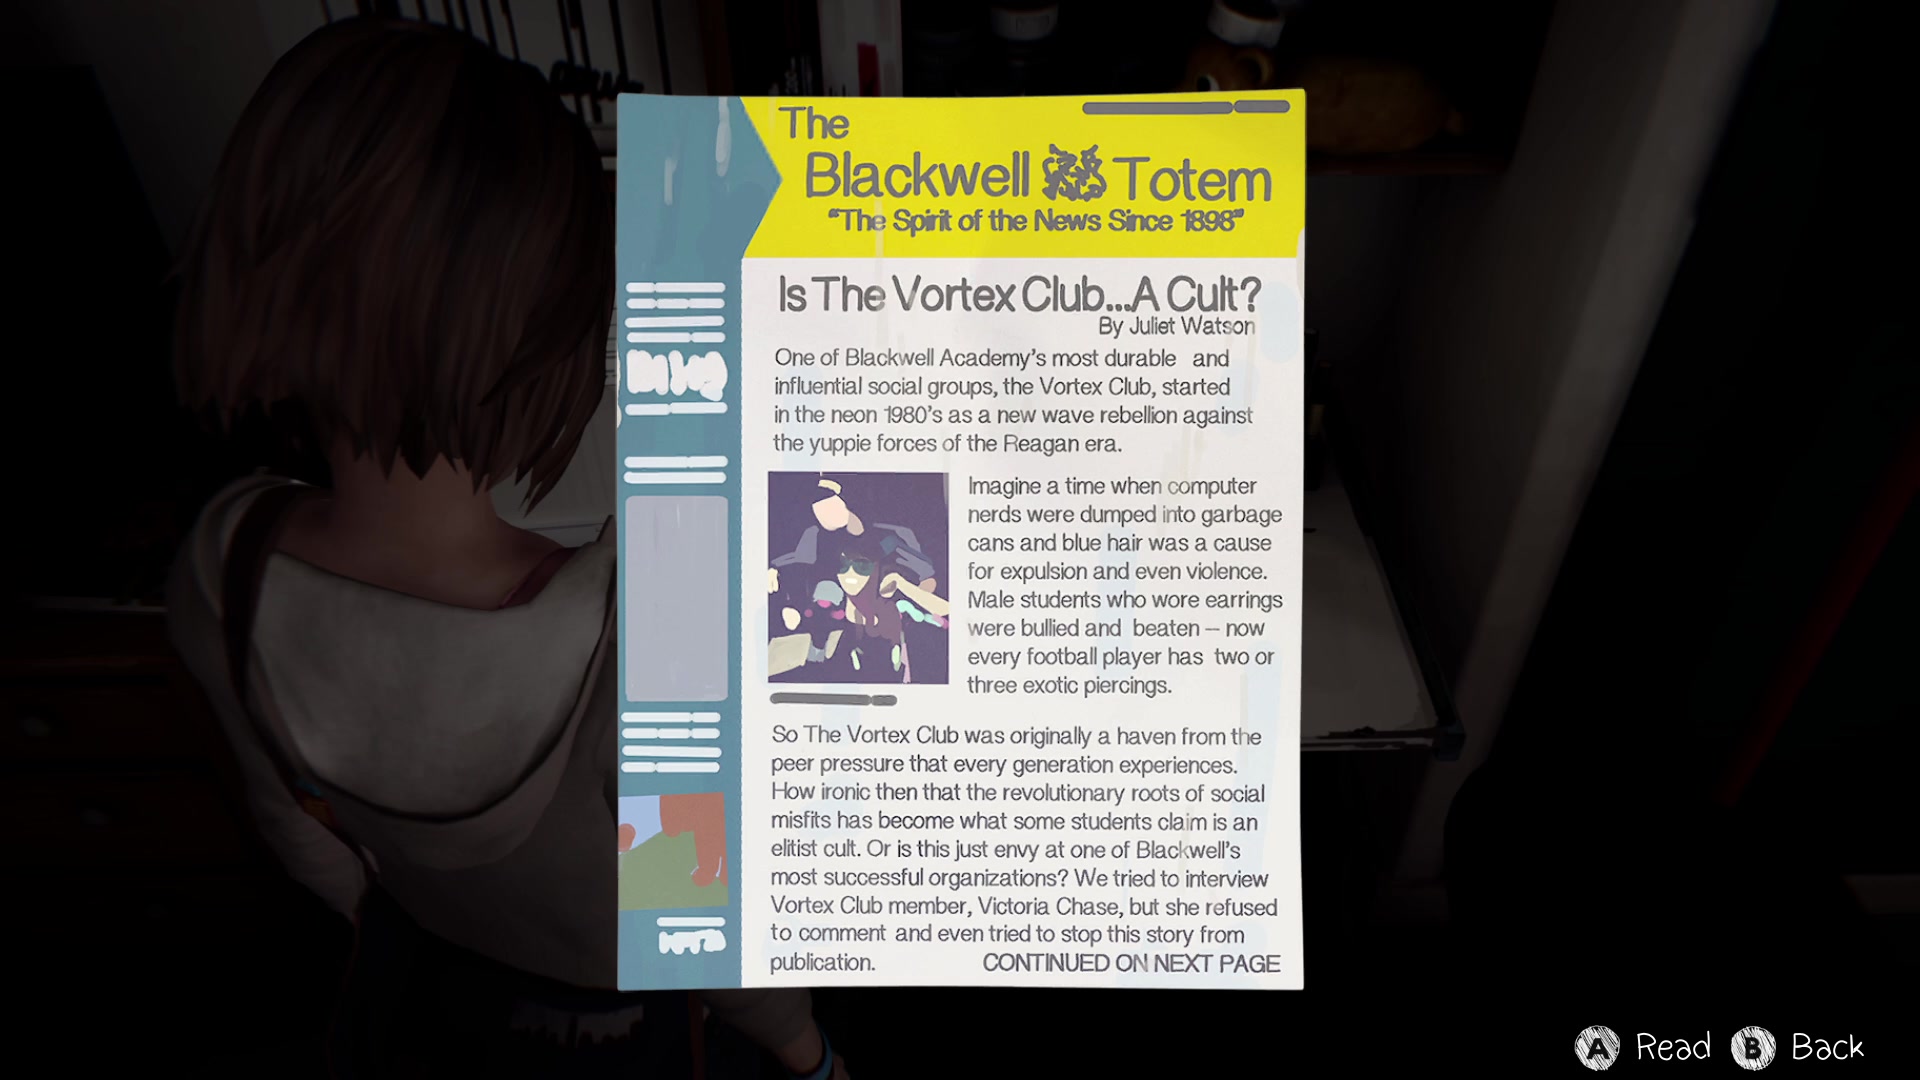 The
Blackwell Totem
"The Spirit of the News Since 1898"
Is The Vortex Club...A Cult?
By Juliet Watson
One of Blackwell Academy's most durable and
influential social groups, the Vortex Club, started
in the neon 1980's as a new wave rebellion against
the yuppie forces of the Reagan era.
Imagine a time when computer
nerds were dumped into garbage
cans and blue hair was a cause
for expulsion and even violence.
Male students who wore earrings
were bullied and beaten – now
every football player has two or
three exotic piercings.
So The Vortex Club was originally a haven from the
peer pressure that every generation experiences.
How ironic then that the revolutionary roots of social
misfits has become what some students claim is an
elitist cult. Or is this just envy at one of Blackwell's
most successful organizations? We tried to interview
Vortex Club member, Victoria Chase, but she refused
to comment and even tried to stop this story from
publication. CONTINUED ON NEXT PAGE
A Read B Back